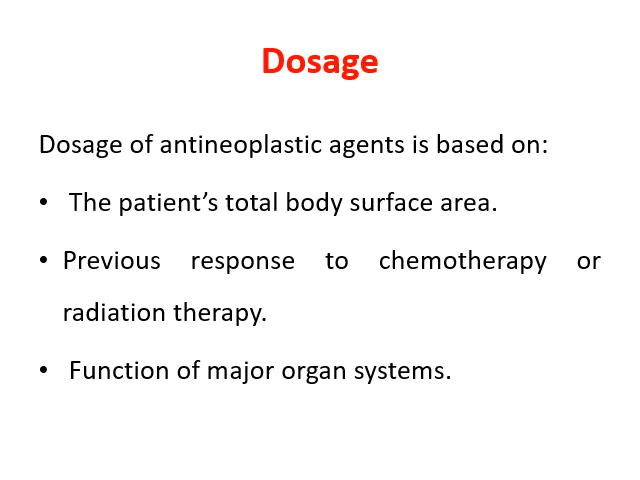 Dosage
Dosage of antineoplastic agents is based on:
• The patient’s total body surface area.
• Previous response to chemotherapy or
radiation therapy.
• Function of major organ systems.